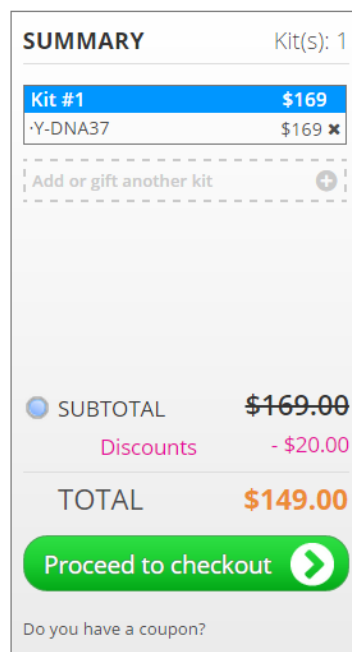 SUMMARY Kit(s): 1
Kit #1 $169
·Y-DNA37 $169 ✖
Add or gift another kit
SUBTOTAL $169.00
Discounts - $20.00
TOTAL $149.00
Proceed to checkout
Do you have a coupon?